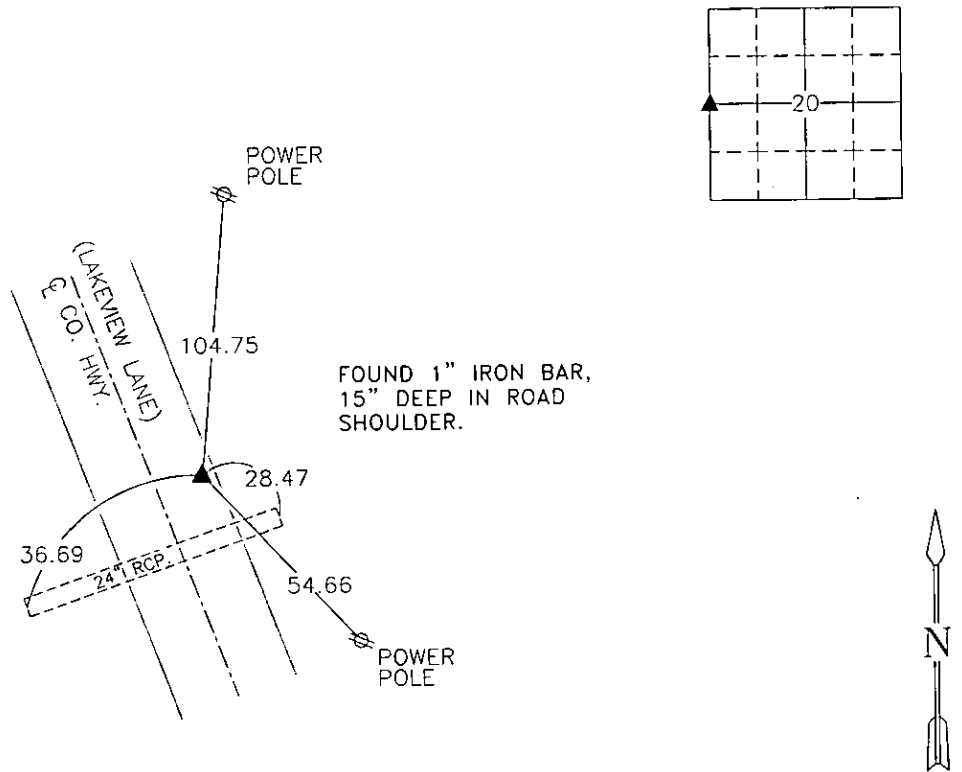 20
POWER
POLE
(LAKEVIEW LANE)
℄ CO. HWY.
104.75
FOUND 1" IRON BAR,
15" DEEP IN ROAD
SHOULDER.
28.47
36.69
24" RCP.
54.66
POWER
POLE
N